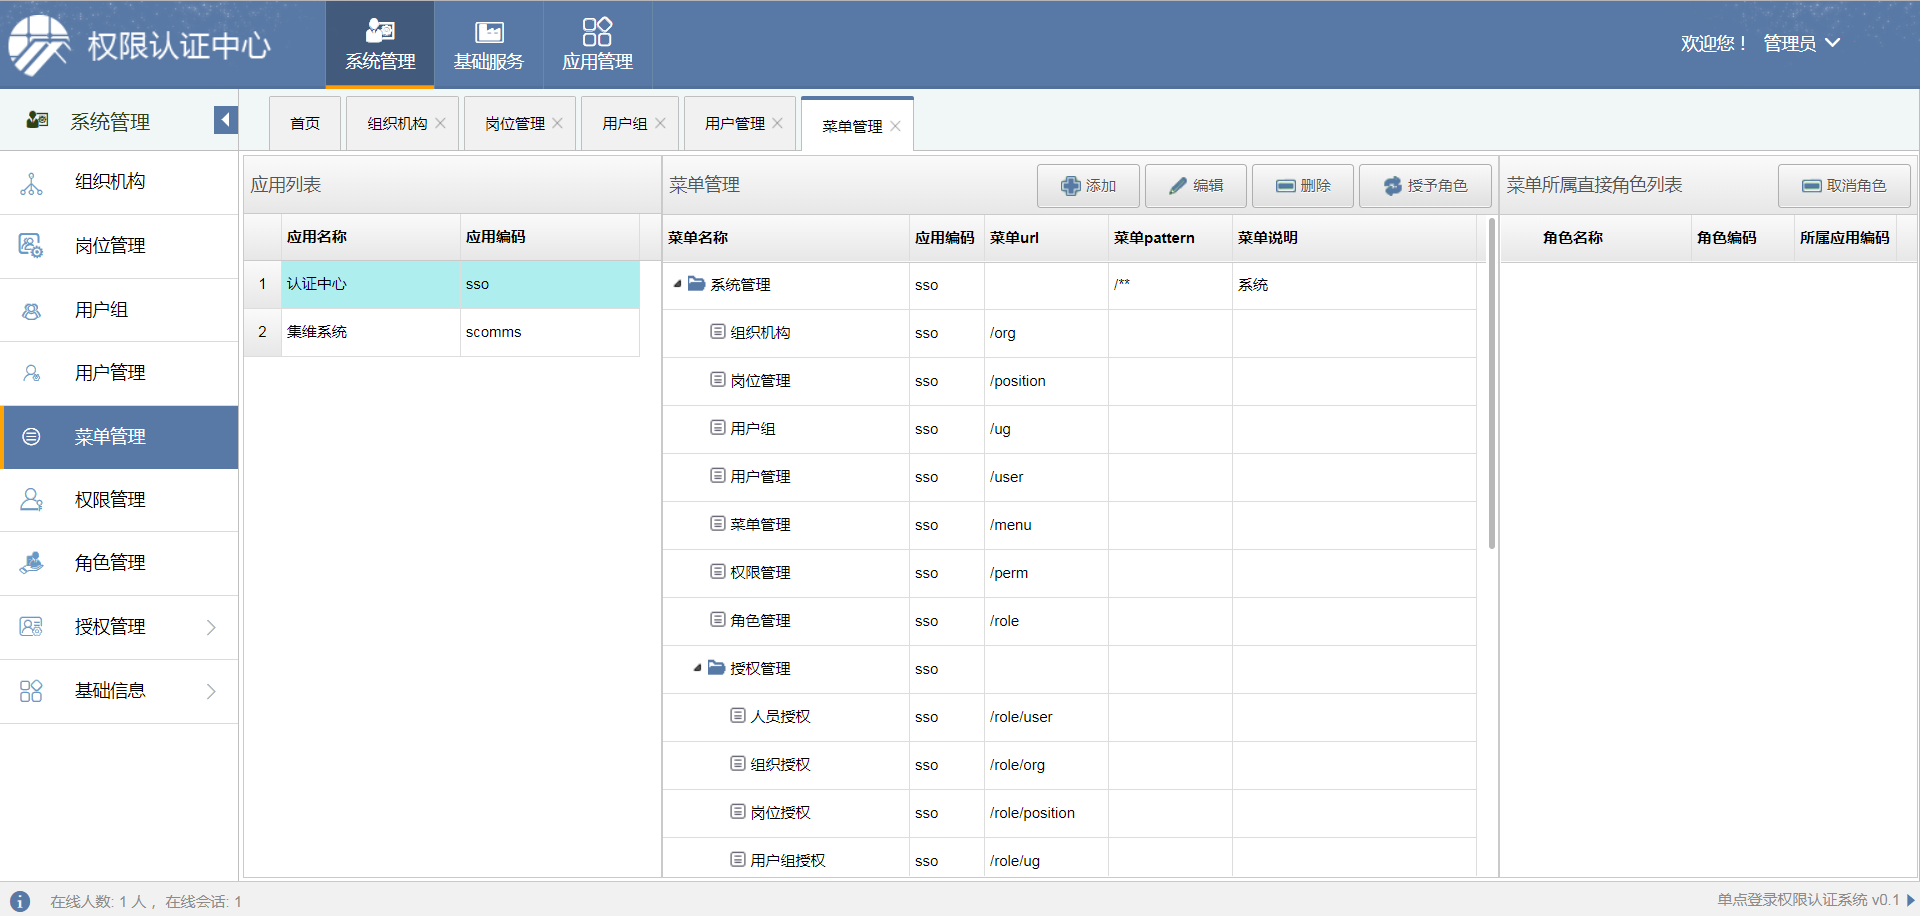 权限认证中心
系统管理
基础服务
应用管理
欢迎您！ 管理员
系统管理
首页
组织机构
岗位管理
用户组
用户管理
菜单管理
组织机构
岗位管理
用户组
用户管理
菜单管理
权限管理
角色管理
授权管理
基础信息
应用列表
应用名称 应用编码
1 认证中心 sso
2 集维系统 scomms
菜单管理
添加
编辑
删除
授予角色
菜单名称 应用编码 菜单url 菜单pattern 菜单说明
系统管理 sso /** 系统
组织机构 sso /org
岗位管理 sso /position
用户组 sso /ug
用户管理 sso /user
菜单管理 sso /menu
权限管理 sso /perm
角色管理 sso /role
授权管理 sso
人员授权 sso /role/user
组织授权 sso /role/org
岗位授权 sso /role/position
用户组授权 sso /role/ug
菜单所属直接角色列表
取消角色
角色名称 角色编码 所属应用编码
在线人数: 1 人， 在线会话: 1
单点登录权限认证系统 v0.1